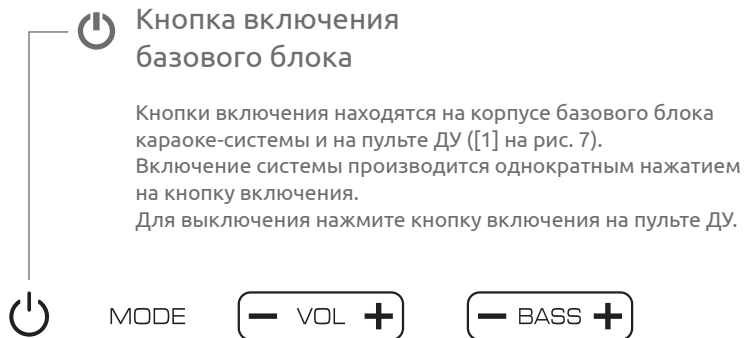 Кнопка включения
базового блока
Кнопки включения находятся на корпусе базового блока
караоке-системы и на пульте ДУ ([1] на рис. 7).
Включение системы производится однократным нажатием
на кнопку включения.
Для выключения нажмите кнопку включения на пульте ДУ.
MODE − VOL + − BASS +